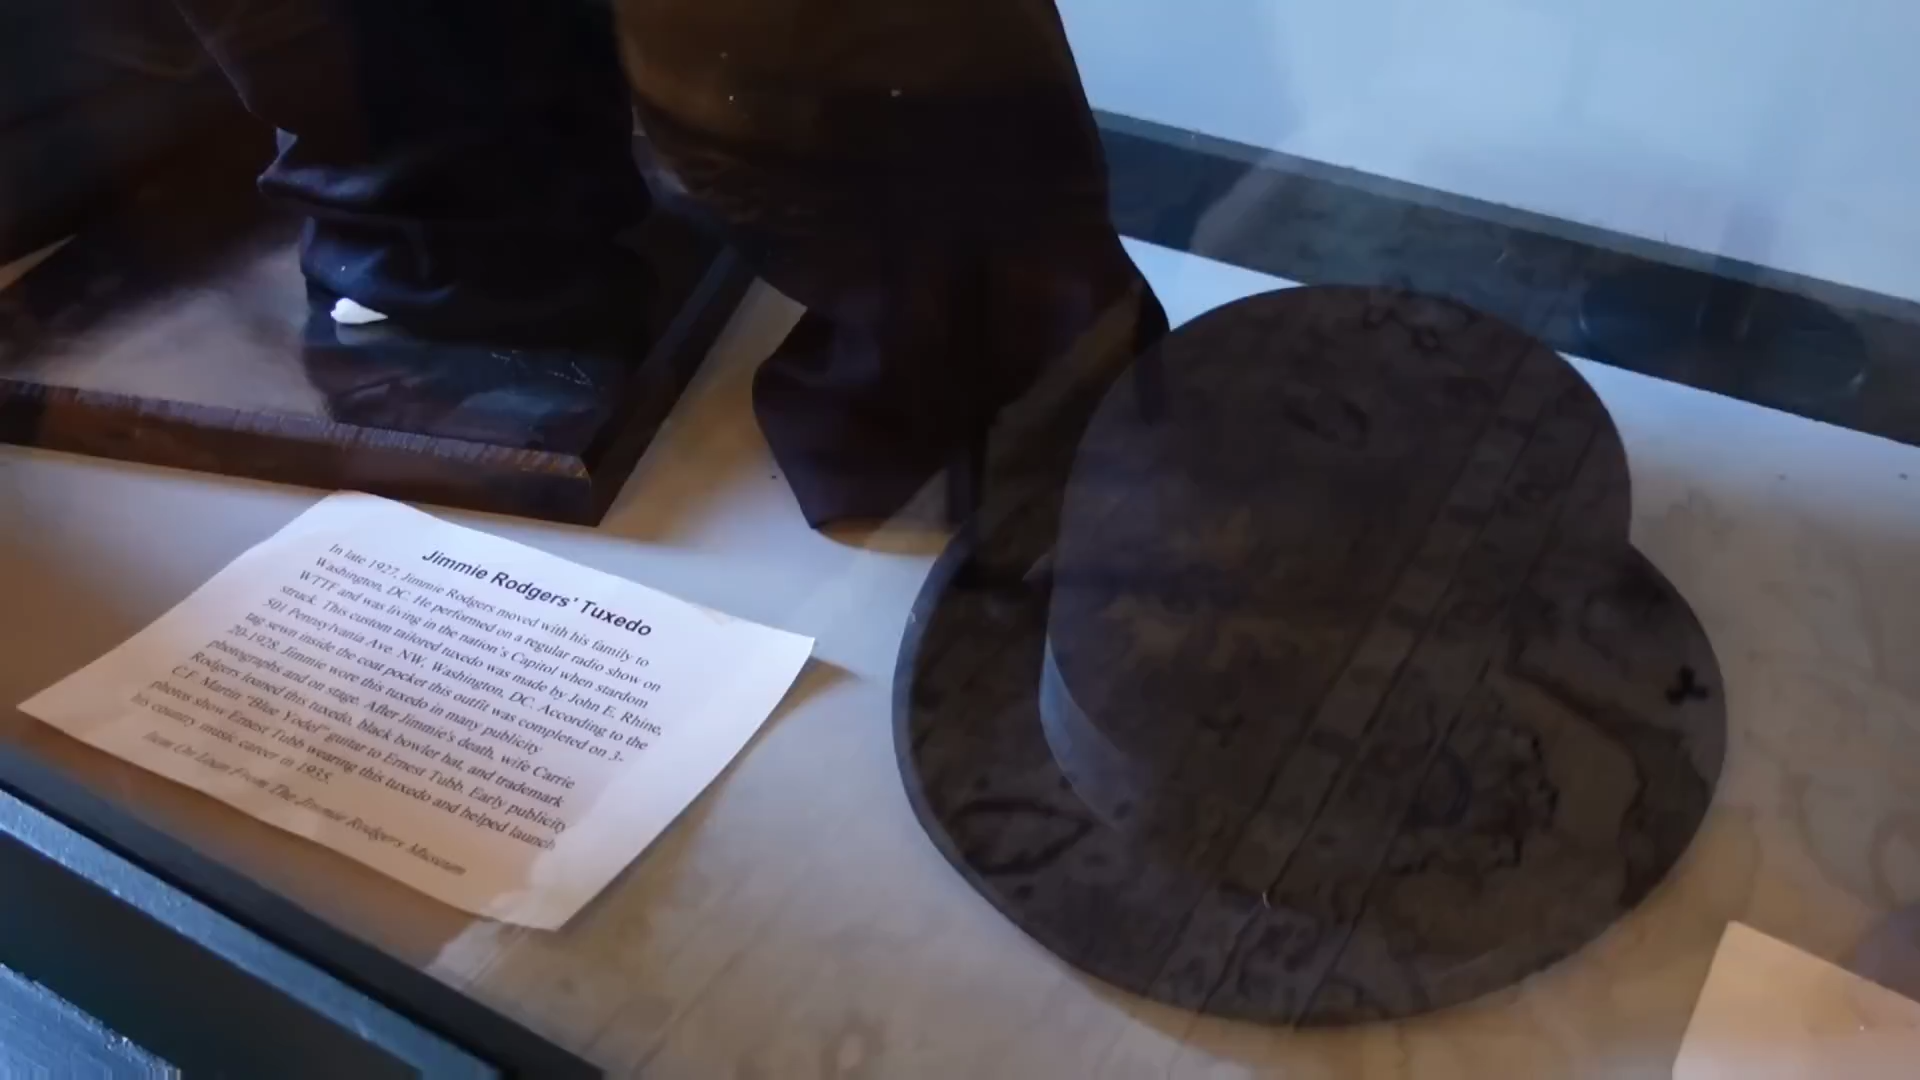 Jimmie Rodgers' Tuxedo
In late 1927, Jimmie Rodgers moved with his family to
Washington, DC. He performed on a regular radio show on
WTTF and was living in the nation's Capitol when stardom
struck. This custom tailored tuxedo was made by John E. Rhine,
501 Pennsylvania Ave. NW, Washington, DC. According to the
tag sewn inside the coat pocket this outfit was completed on 3-
20-1928. Jimmie wore this tuxedo in many publicity
photographs and on stage. After Jimmie's death, wife Carrie
Rodgers loaned this tuxedo, black bowler hat, and trademark
C.F. Martin "Blue Yodel" guitar to Ernest Tubb. Early publicity
photos show Ernest Tubb wearing this tuxedo and helped launch
his country music career in 1935.
Item On Loan From The Jimmie Rodgers Museum